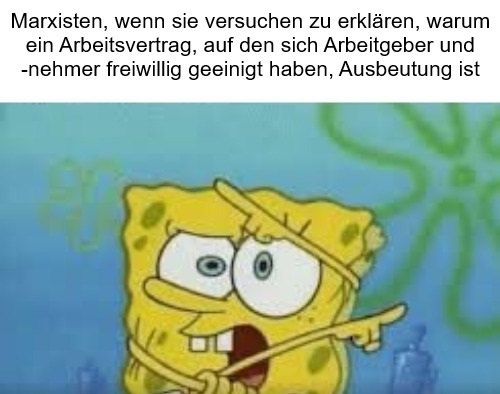 Marxisten, wenn sie versuchen zu erklären, warum
ein Arbeitsvertrag, auf den sich Arbeitgeber und
-nehmer freiwillig geeinigt haben, Ausbeutung ist